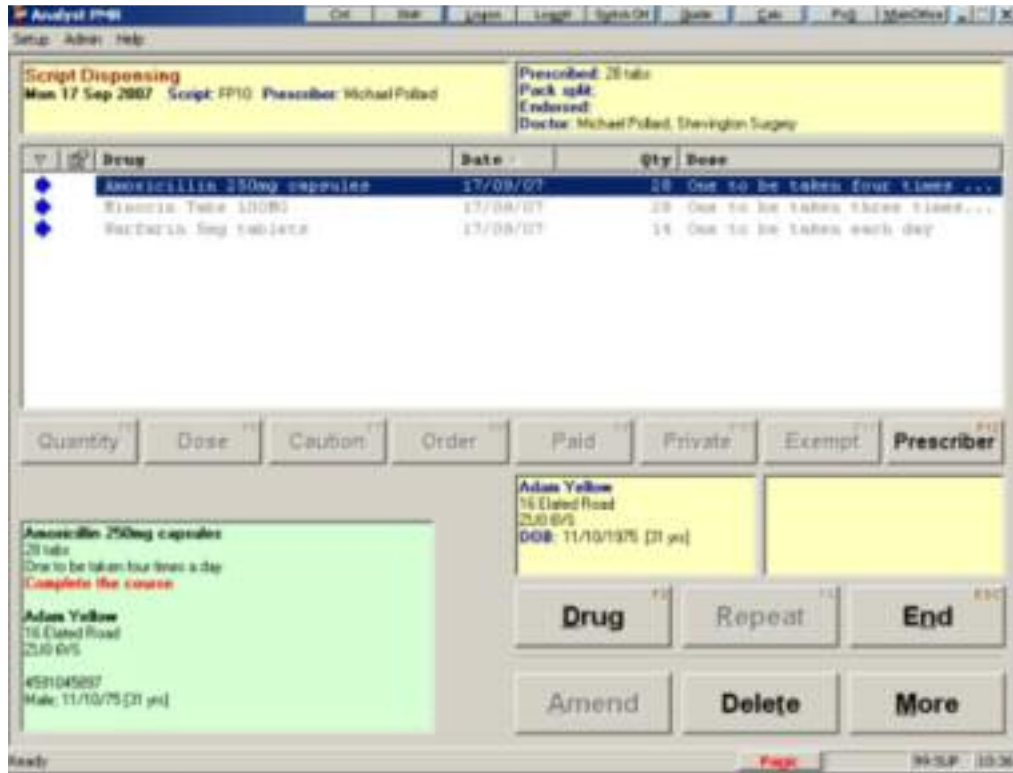 Analyst PMR
Setup Admin Help
Script Dispensing
Mon 17 Sep 2007 Script: FP10 Prescriber: Michael Pollard
Prescribed: 28 tabs
Pack split:
Endorsed:
Doctor: Michael Pollard, Shevington Surgery
Drug Date Qty Dose
Amoxicillin 250mg capsules 17/09/07 28 One to be taken four times ...
Minocin Tabs 100MG 17/09/07 28 One to be taken three times...
Warfarin 5mg tablets 17/09/07 14 One to be taken each day
Quantity Dose Caution Order Paid Private Exempt Prescriber
Adam Yellow
16 Elated Road
DOB: 11/10/1975 [31 yrs]
Amoxicillin 250mg capsules
28 tabs
One to be taken four times a day
Complete the course
Adam Yellow
16 Elated Road
Male: 11/10/75 [31 yrs]
Drug Repeat End
Amend Delete More
Ready